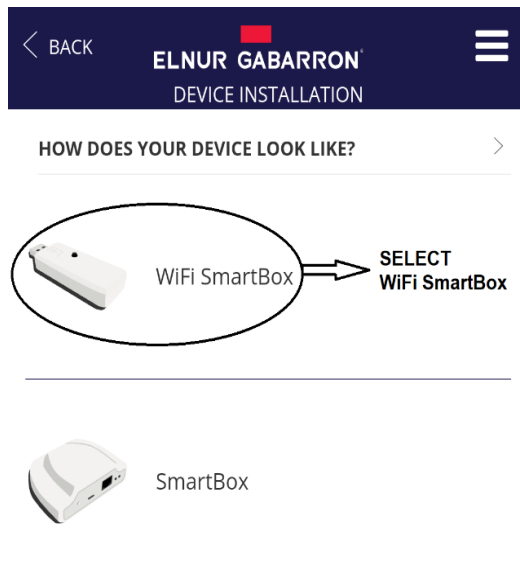 BACK
ELNUR GABARRON
DEVICE INSTALLATION
HOW DOES YOUR DEVICE LOOK LIKE?
WiFi SmartBox
SELECT
WiFi SmartBox
SmartBox